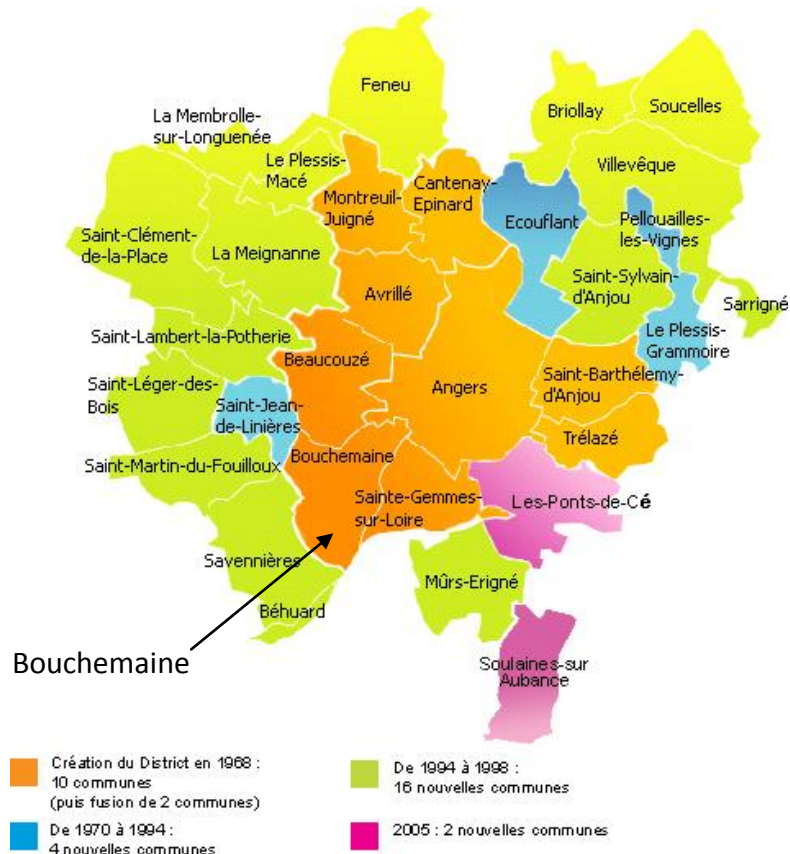 Feneu
Briollay
Soucelles
La Membrolle-
sur-Longuenée
Le Plessis-
Macé
Villevêque
Montreuil-
Juigné
Cantenay-
Epinard
Ecouflant
Pellouailles-
les-Vignes
Saint-Clément-
de-la-Place
La Meignanne
Saint-Sylvain-
d'Anjou
Avrillé
Sarrigné
Saint-Lambert-la-Potherie
Le Plessis-
Grammoire
Beaucouzé
Angers
Saint-Barthélemy-
d'Anjou
Saint-Léger-des-
Bois
Saint-Jean-
de-Linières
Trélazé
Bouchemaine
Saint-Martin-du-Fouilloux
Sainte-Gemmes-
sur-Loire
Les-Ponts-de-Cé
Savennières
Mûrs-Erigné
Béhuard
Bouchemaine
Soulaines-sur
Aubance
Création du District en 1968 :
10 communes
(puis fusion de 2 communes)
De 1970 à 1994 :
4 nouvelles communes
De 1994 à 1998 :
16 nouvelles communes
2005 : 2 nouvelles communes